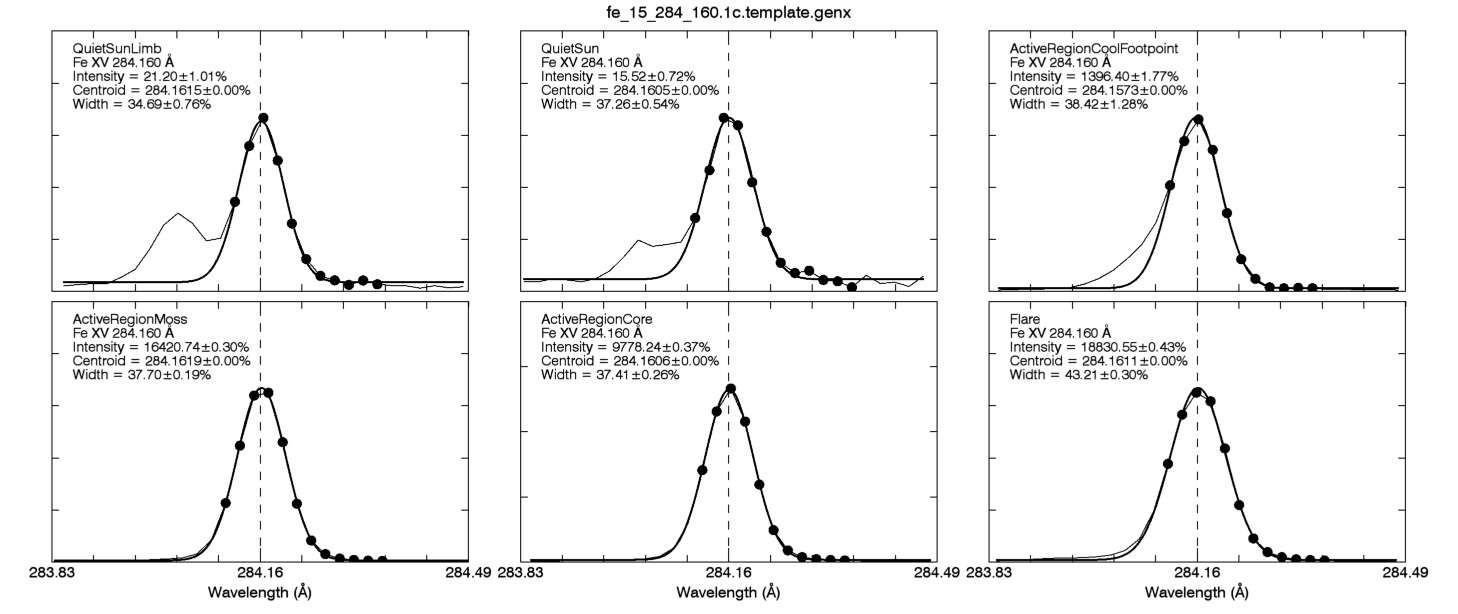 fe_15_284_160.1c.template.genx
QuietSunLimb
Fe XV 284.160 Å
Intensity = 21.20±1.01%
Centroid = 284.1615±0.00%
Width = 34.69±0.76%
QuietSun
Fe XV 284.160 Å
Intensity = 15.52±0.72%
Centroid = 284.1605±0.00%
Width = 37.26±0.54%
ActiveRegionCoolFootpoint
Fe XV 284.160 Å
Intensity = 1396.40±1.77%
Centroid = 284.1573±0.00%
Width = 38.42±1.28%
ActiveRegionMoss
Fe XV 284.160 Å
Intensity = 16420.74±0.30%
Centroid = 284.1619±0.00%
Width = 37.70±0.19%
ActiveRegionCore
Fe XV 284.160 Å
Intensity = 9778.24±0.37%
Centroid = 284.1606±0.00%
Width = 37.41±0.26%
Flare
Fe XV 284.160 Å
Intensity = 18830.55±0.43%
Centroid = 284.1611±0.00%
Width = 43.21±0.30%
283.83 284.16 284.49 283.83 284.16 284.49 283.83 284.16 284.49
Wavelength (Å) Wavelength (Å) Wavelength (Å)